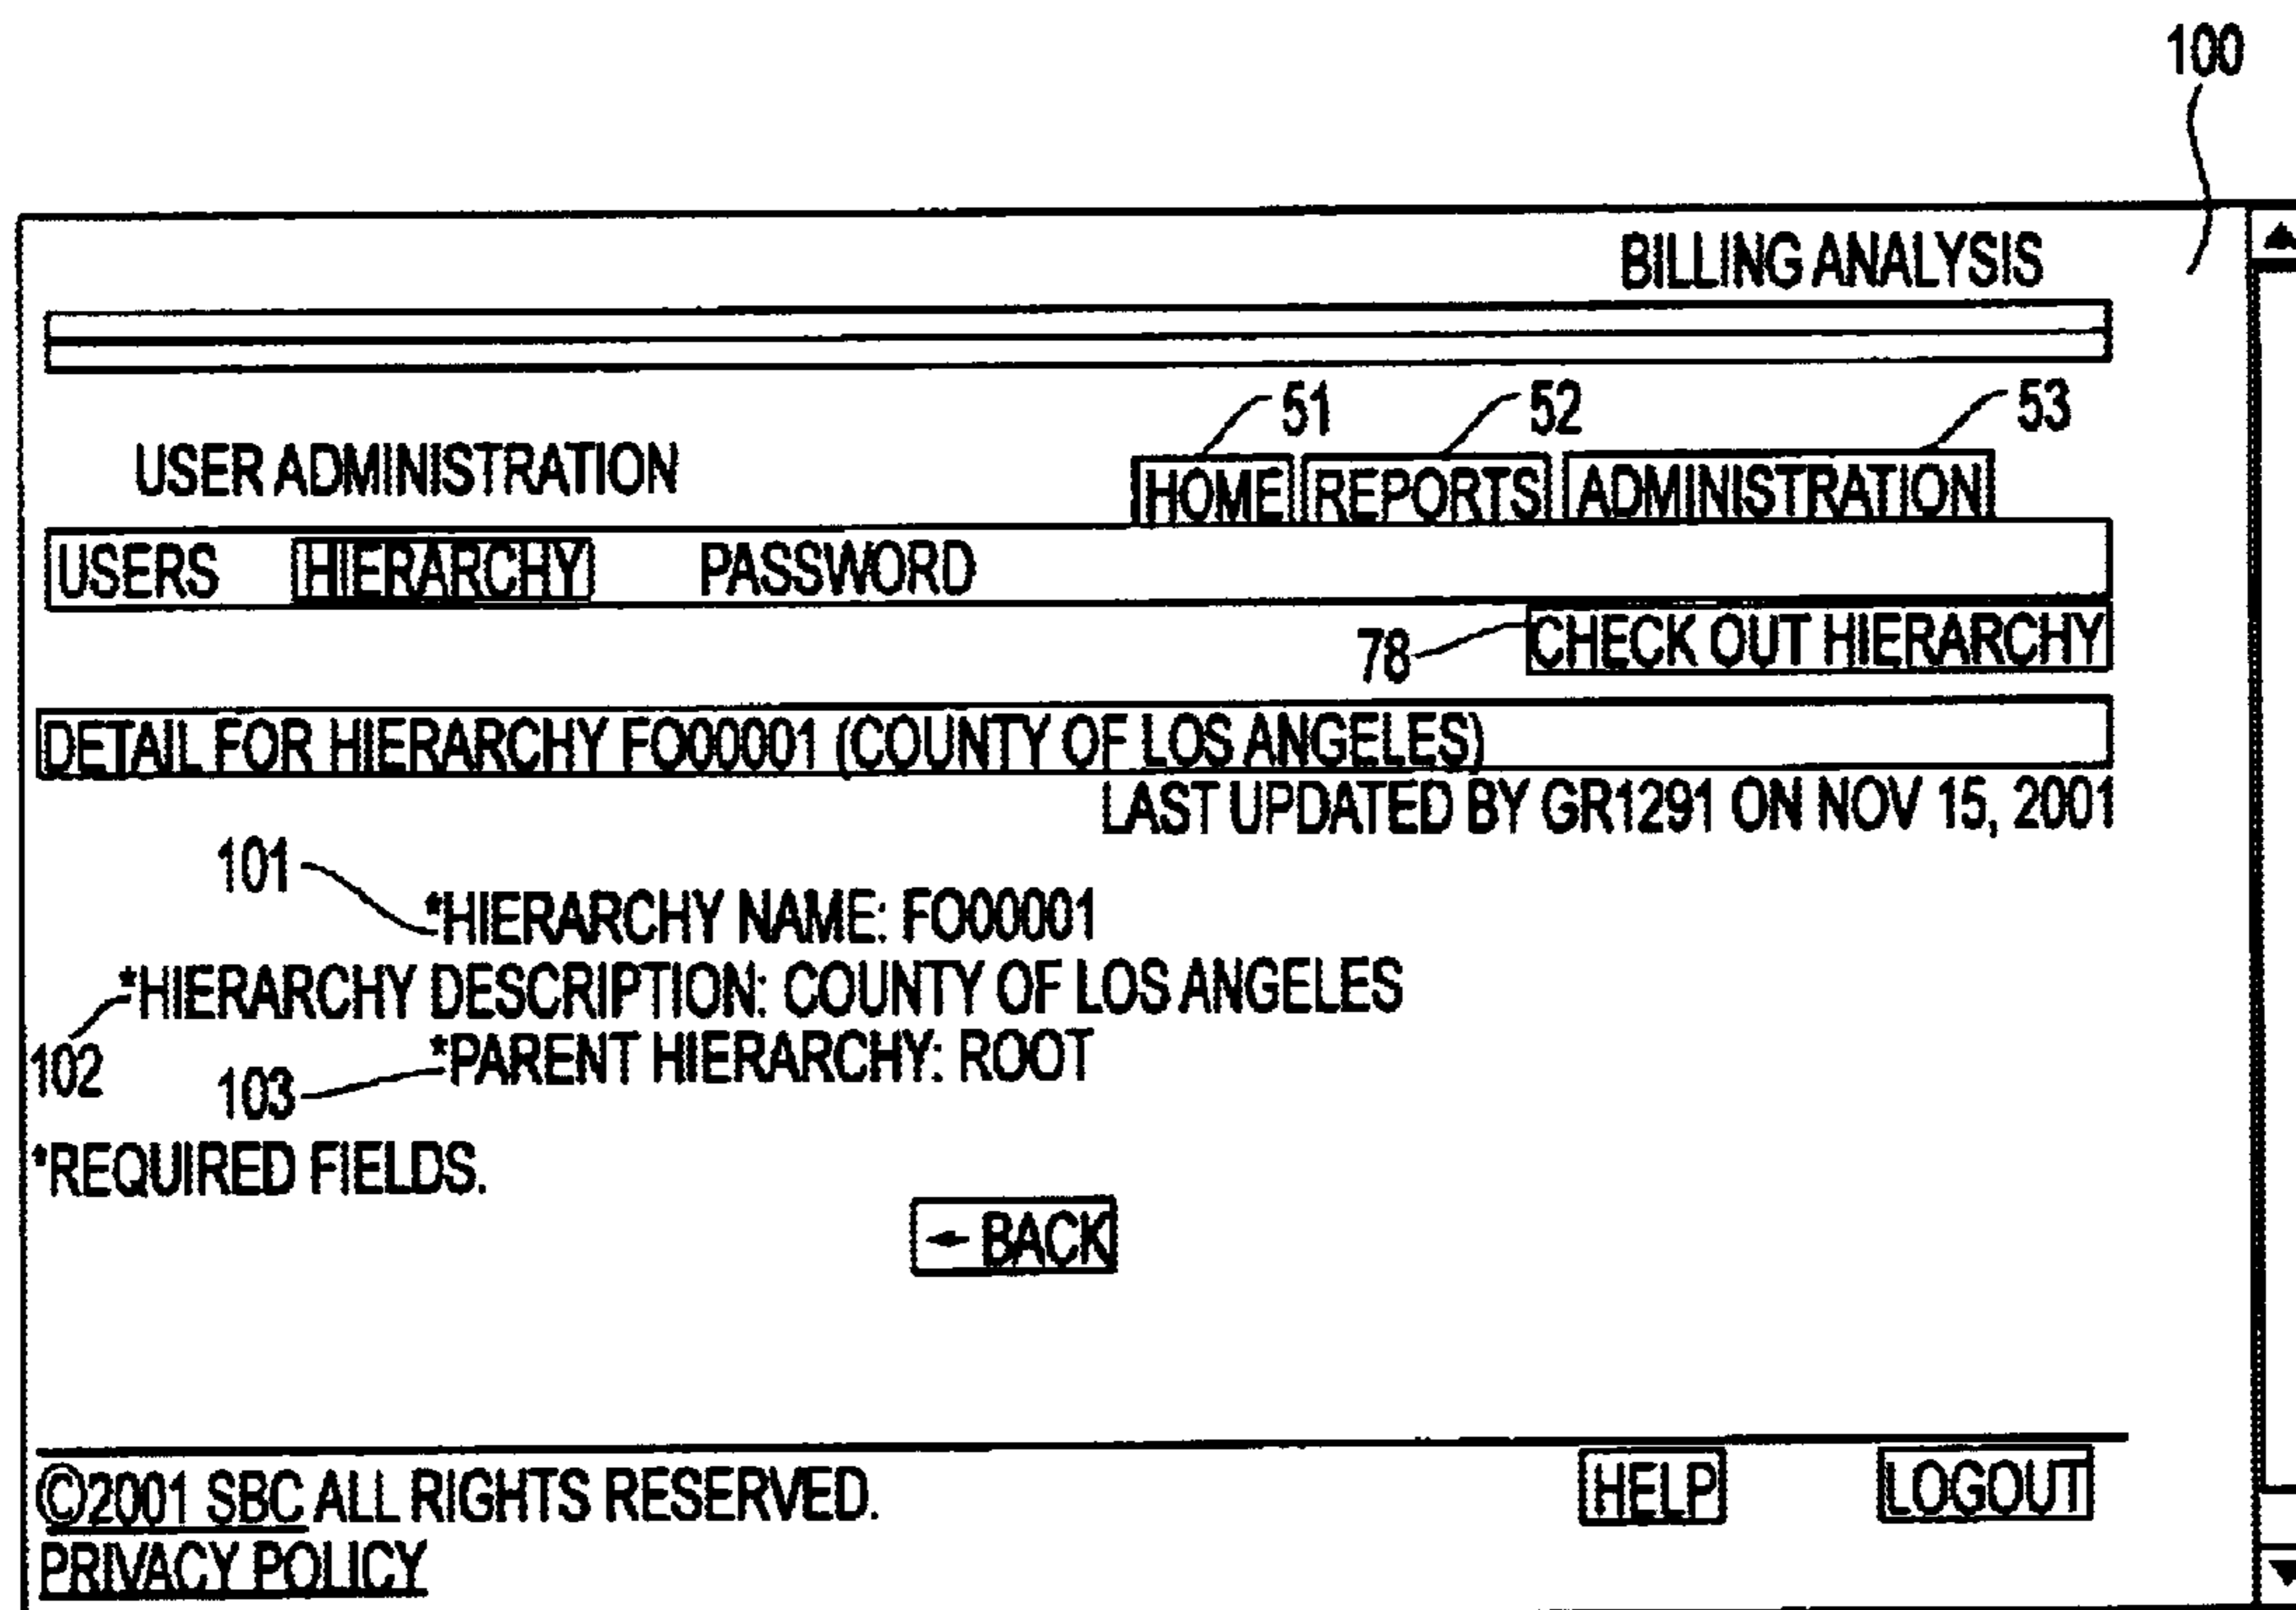 100
BILLING ANALYSIS
51 52 53
USER ADMINISTRATION HOME REPORTS ADMINISTRATION
USERS HIERARCHY PASSWORD
78 CHECK OUT HIERARCHY
DETAIL FOR HIERARCHY FO00001 (COUNTY OF LOS ANGELES)
LAST UPDATED BY GR1291 ON NOV 15, 2001
101
*HIERARCHY NAME: FO00001
*HIERARCHY DESCRIPTION: COUNTY OF LOS ANGELES
102
*PARENT HIERARCHY: ROOT
103
*REQUIRED FIELDS.
← BACK
©2001 SBC ALL RIGHTS RESERVED. HELP LOGOUT
PRIVACY POLICY